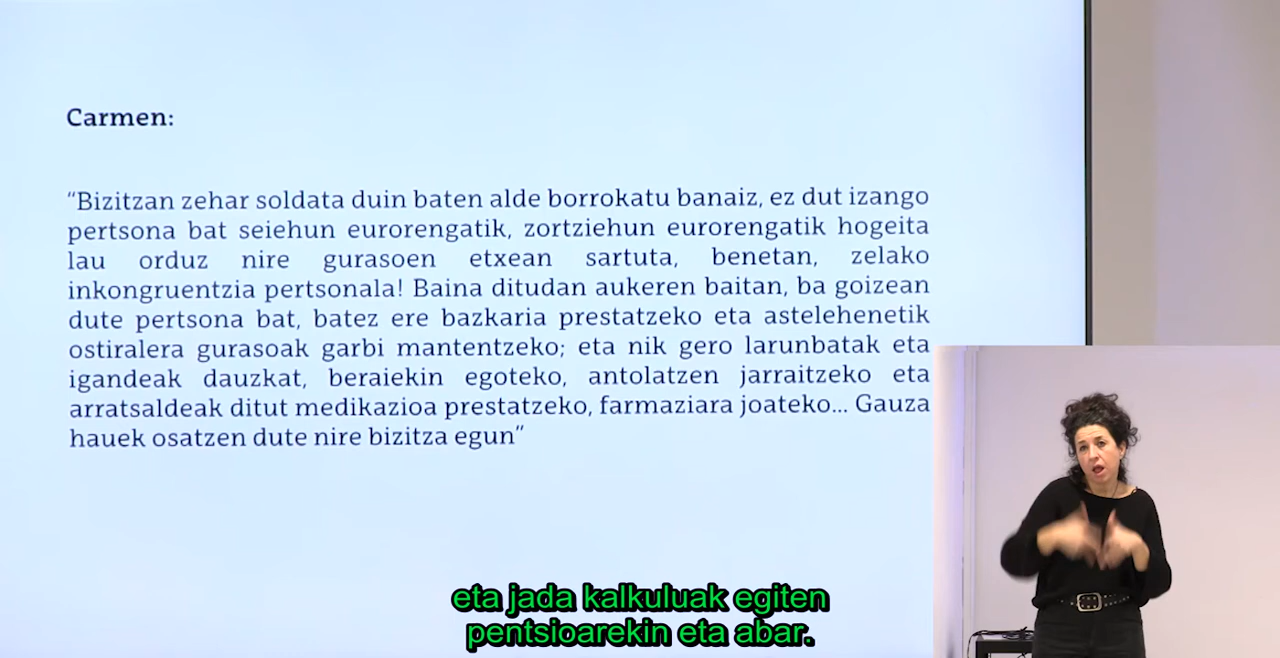 Carmen:
“Bizitzan zehar soldata duin baten alde borrokatu banaiz, ez dut izango
pertsona bat seiehun eurorengatik, zortziehun eurorengatik hogeita
lau orduz nire gurasoen etxean sartuta, benetan, zelako
inkongruentzia pertsonala! Baina ditudan aukeren baitan, ba goizean
dute pertsona bat, batez ere bazkaria prestatzeko eta astelehenetik
ostiralera gurasoak garbi mantentzeko; eta nik gero larunbatak eta
igandeak dauzkat, beraiekin egoteko, antolatzen jarraitzeko eta
arratsaldeak ditut medikazioa prestatzeko, farmaziara joateko... Gauza
hauek osatzen dute nire bizitza egun”
eta jada kalkuluak egiten
pentsioarekin eta abar.